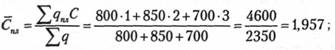 C̄пл = ∑qплC / ∑q = 800·1+850·2+700·3 / 800+850+700 = 4600 / 2350 = 1,957;